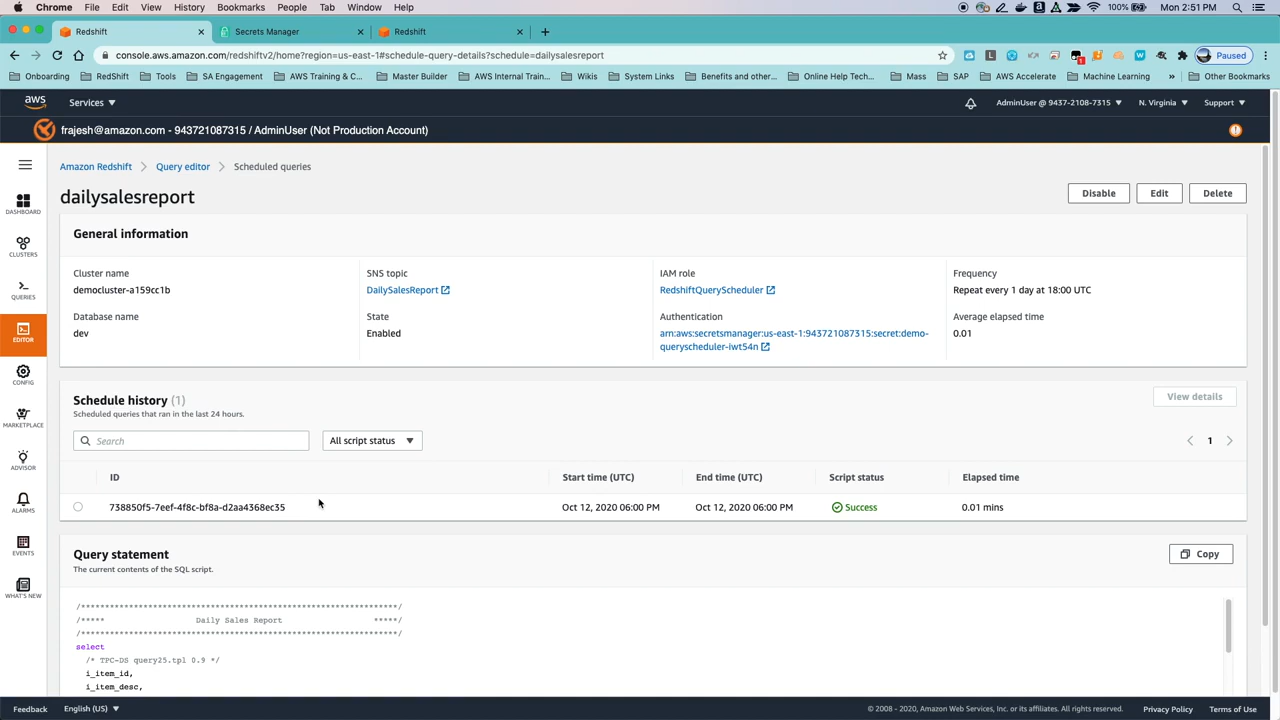 Chrome File Edit View History Bookmarks People Tab Window Help 100% Mon 2:51 PM
Redshift Secrets Manager Redshift
console.aws.amazon.com/redshiftv2/home?region=us-east-1#schedule-query-details?schedule=dailysalesreport Paused
Onboarding RedShift Tools SA Engagement AWS Training & C... Master Builder AWS Internal Train... Wikis System Links Benefits and other... Online Help Tech... Mass SAP AWS Accelerate Machine Learning » Other Bookmarks
aws Services AdminUser @ 9437-2108-7315 N. Virginia Support
frajesh@amazon.com - 943721087315 / AdminUser (Not Production Account)
Amazon Redshift Query editor Scheduled queries
dailysalesreport
Disable Edit Delete
DASHBOARD
CLUSTERS
QUERIES
EDITOR
CONFIG
MARKETPLACE
ADVISOR
ALARMS
EVENTS
WHAT'S NEW
General information
Cluster name
democluster-a159cc1b
Database name
dev
SNS topic
DailySalesReport
State
Enabled
IAM role
RedshiftQueryScheduler
Authentication
arn:aws:secretsmanager:us-east-1:943721087315:secret:demo-
queryscheduler-iwt54n
Frequency
Repeat every 1 day at 18:00 UTC
Average elapsed time
0.01
Schedule history (1)
Scheduled queries that ran in the last 24 hours.
View details
Search All script status 1
ID Start time (UTC) End time (UTC) Script status Elapsed time
738850f5-7eef-4f8c-bf8a-d2aa4368ec35 Oct 12, 2020 06:00 PM Oct 12, 2020 06:00 PM Success 0.01 mins
Query statement
The current contents of the SQL script.
Copy
/************************************************************/
/***** Daily Sales Report *****/
/************************************************************/
select
/* TPC-DS query25.tpl 0.9 */
i_item_id,
i_item_desc,
Feedback English (US) © 2008 - 2020, Amazon Web Services, Inc. or its affiliates. All rights reserved. Privacy Policy Terms of Use